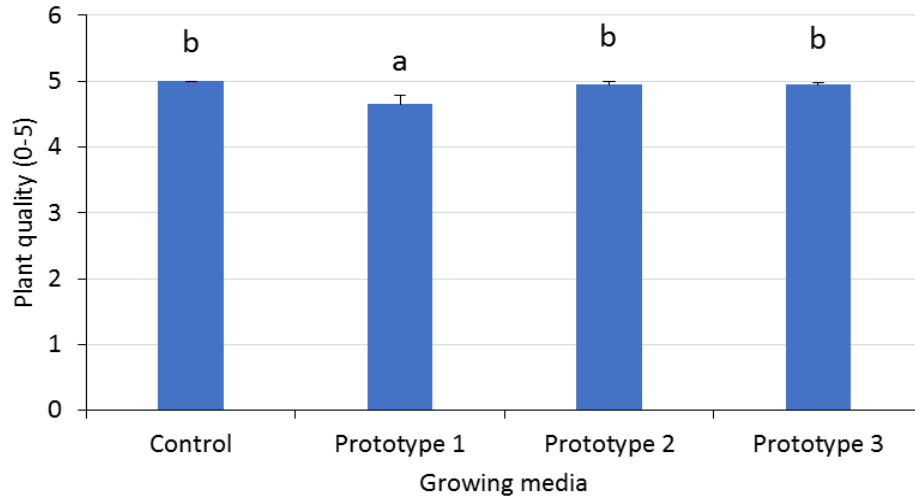 6
5
4
3
2
1
0
Plant quality (0-5)
b
a
b
b
Control Prototype 1 Prototype 2 Prototype 3
Growing media